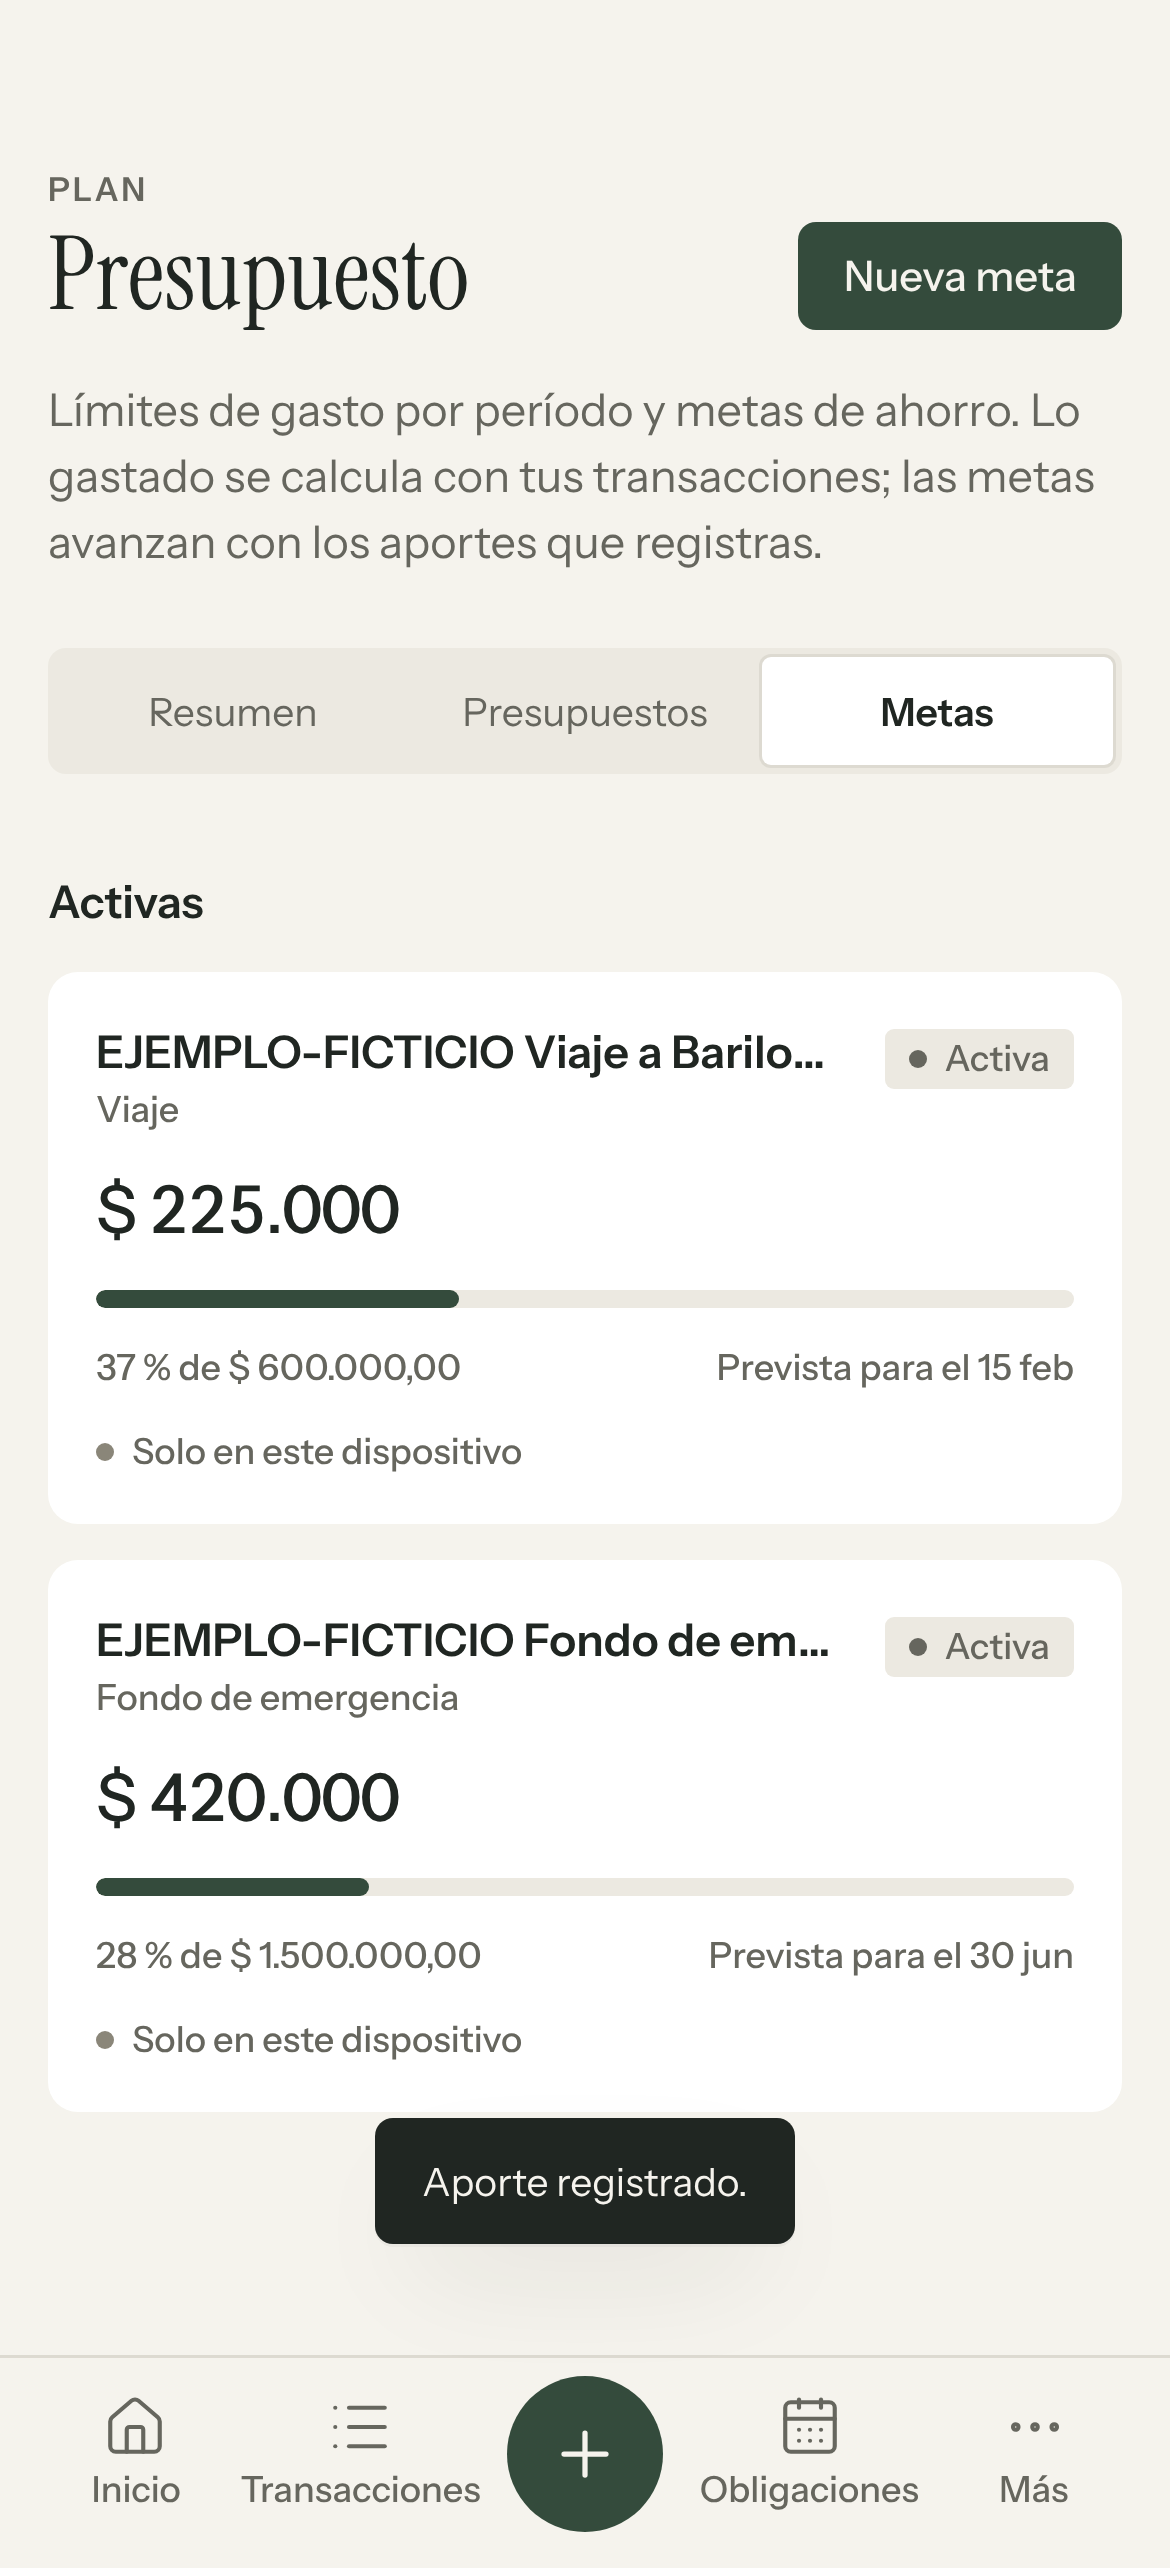 PLAN
Presupuesto
Nueva meta
Límites de gasto por período y metas de ahorro. Lo
gastado se calcula con tus transacciones; las metas
avanzan con los aportes que registras.
Resumen
Presupuestos
Metas
Activas
EJEMPLO-FICTICIO Viaje a Barilo...
Activa
Viaje
$ 225.000
37 % de $ 600.000,00
Prevista para el 15 feb
Solo en este dispositivo
EJEMPLO-FICTICIO Fondo de em...
Activa
Fondo de emergencia
$ 420.000
28 % de $ 1.500.000,00
Prevista para el 30 jun
Solo en este dispositivo
Aporte registrado.
Inicio
Transacciones
Obligaciones
Más